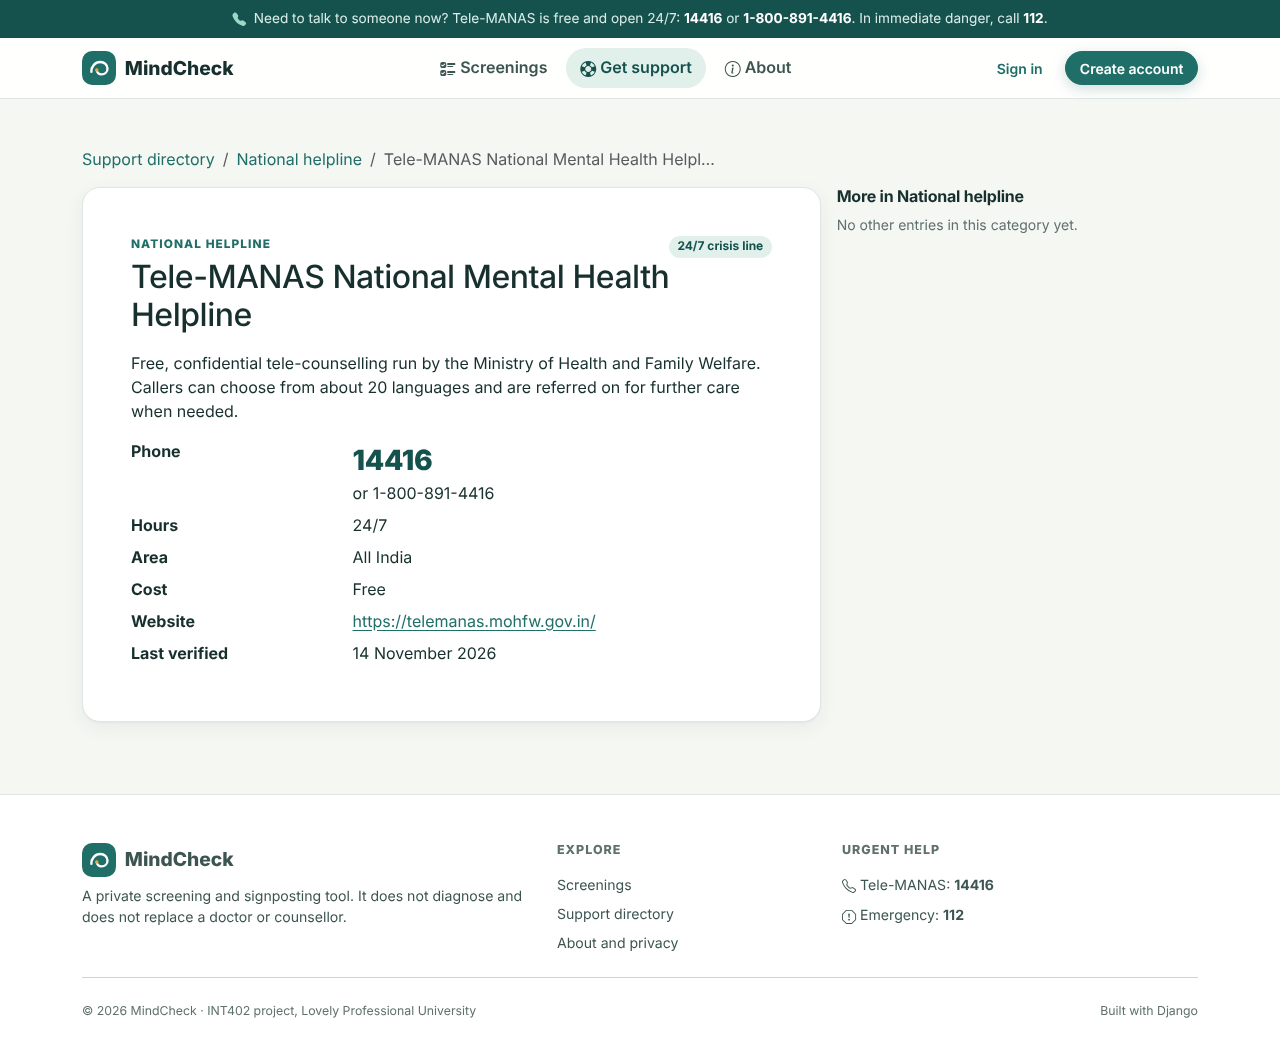 Need to talk to someone now? Tele-MANAS is free and open 24/7: 14416 or 1-800-891-4416. In immediate danger, call 112.
MindCheck
Screenings
Get support
About
Sign in
Create account
Support directory / National helpline / Tele-MANAS National Mental Health Helpl...
NATIONAL HELPLINE
24/7 crisis line
Tele-MANAS National Mental Health
Helpline
Free, confidential tele-counselling run by the Ministry of Health and Family Welfare.
Callers can choose from about 20 languages and are referred on for further care
when needed.
Phone
14416
or 1-800-891-4416
Hours
24/7
Area
All India
Cost
Free
Website
https://telemanas.mohfw.gov.in/
Last verified
14 November 2026
More in National helpline
No other entries in this category yet.
MindCheck
A private screening and signposting tool. It does not diagnose and
does not replace a doctor or counsellor.
EXPLORE
Screenings
Support directory
About and privacy
URGENT HELP
Tele-MANAS: 14416
Emergency: 112
© 2026 MindCheck · INT402 project, Lovely Professional University
Built with Django